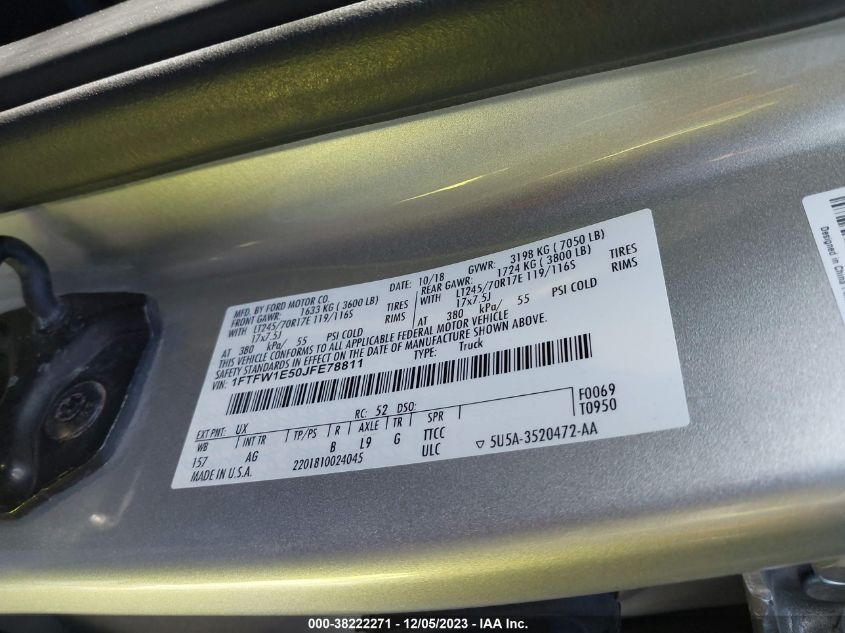 MFD. BY FORD MOTOR CO.
DATE: 10/18 GVWR: 3198 KG ( 7050 LB)
FRONT GAWR: 1633 KG ( 3600 LB) REAR GAWR: 1724 KG ( 3800 LB)
WITH LT245/70R17E 119/116S TIRES WITH LT245/70R17E 119/116S TIRES
17x7.5J RIMS 17x7.5J RIMS
AT 380 kPa/ 55 PSI COLD AT 380 kPa/ 55 PSI COLD
THIS VEHICLE CONFORMS TO ALL APPLICABLE FEDERAL MOTOR VEHICLE
SAFETY STANDARDS IN EFFECT ON THE DATE OF MANUFACTURE SHOWN ABOVE.
VIN: 1FTFW1E50JFE78811 TYPE: Truck
EXT PNT: UX RC: 52 DSO: F0069
WB INT TR TP/PS R AXLE TR SPR T0950
157 AG B L9 G TTCC
MADE IN U.S.A. 2201810024045 ULC ▽ 5U5A-3520472-AA
Designed in China
000-38222271 - 12/05/2023 - IAA Inc.